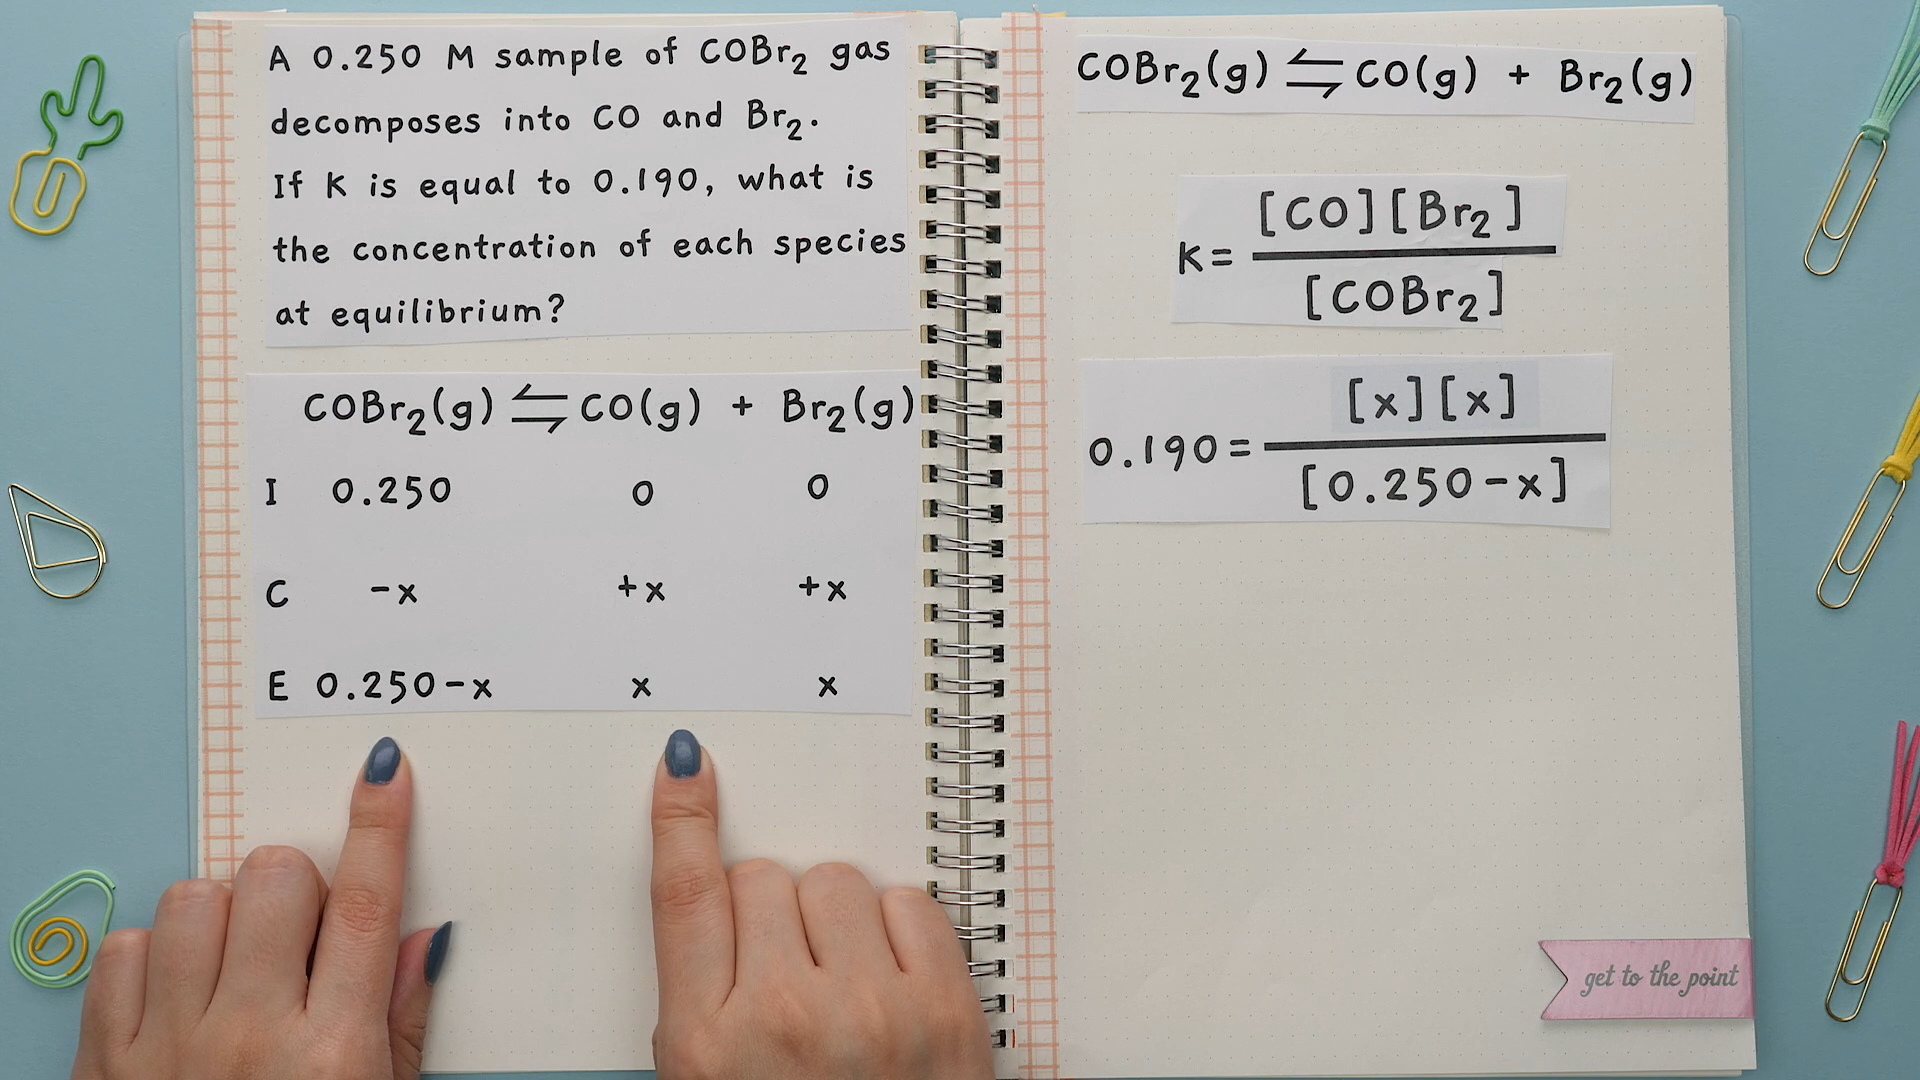 A 0.250 M sample of COBr₂ gas
decomposes into CO and Br₂.
If K is equal to 0.190, what is
the concentration of each species
at equilibrium?
COBr₂(g) ⇌ CO(g) + Br₂(g)
I 0.250 0 0
C -x +x +x
E 0.250-x x x
COBr₂(g) ⇌ CO(g) + Br₂(g)
[CO][Br₂]
K=
[COBr₂]
[x][x]
0.190=
[0.250-x]
get to the point